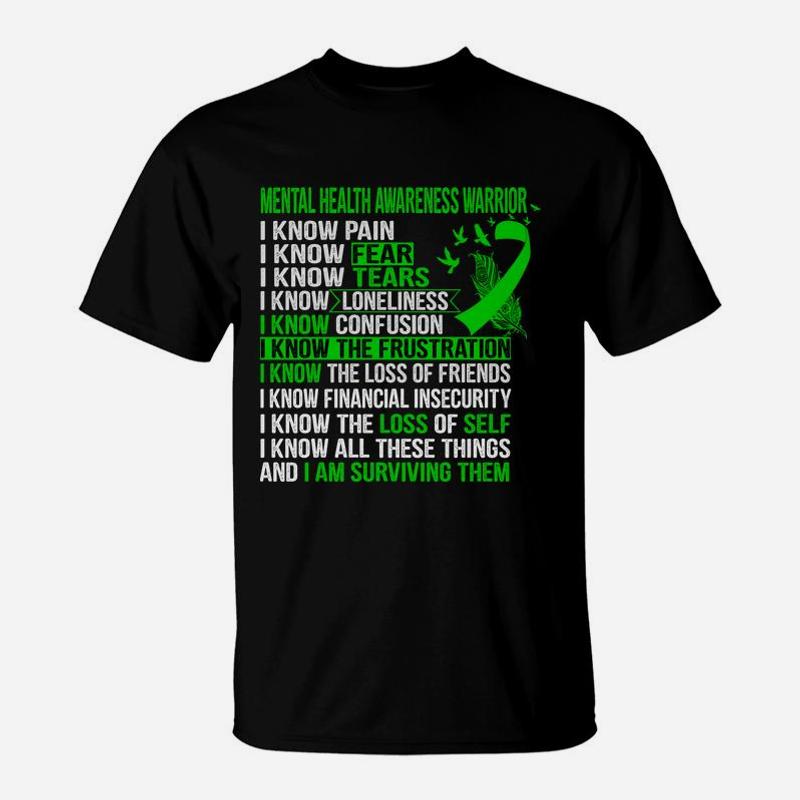 MENTAL HEALTH AWARENESS WARRIOR
I KNOW PAIN
I KNOW FEAR
I KNOW TEARS
I KNOW LONELINESS
I KNOW CONFUSION
I KNOW THE FRUSTRATION
I KNOW THE LOSS OF FRIENDS
I KNOW FINANCIAL INSECURITY
I KNOW THE LOSS OF SELF
I KNOW ALL THESE THINGS
AND I AM SURVIVING THEM